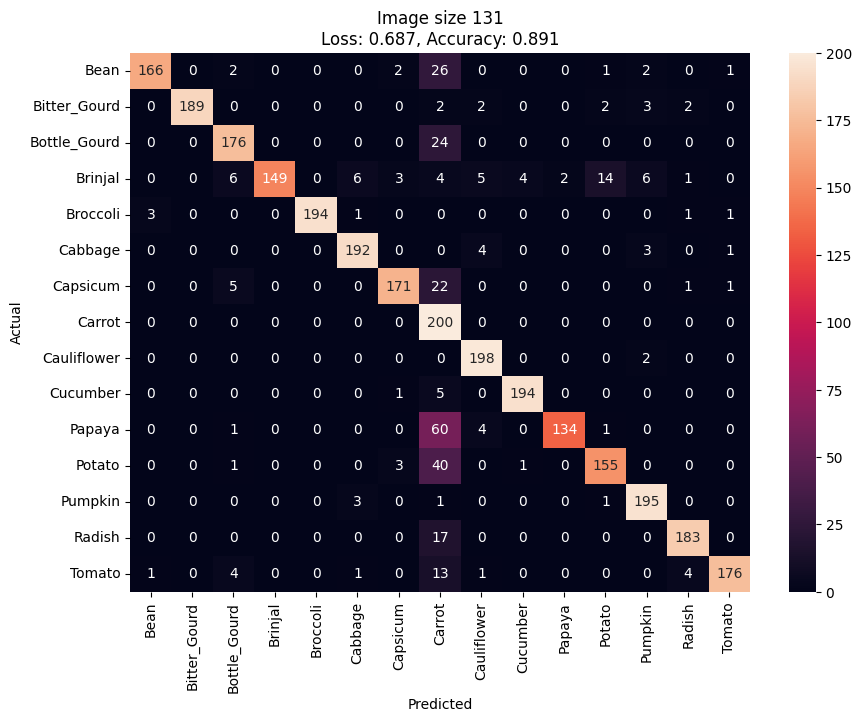 Image size 131
Loss: 0.687, Accuracy: 0.891
Actual
Bean 166 0 2 0 0 0 2 26 0 0 0 1 2 0 1
Bitter_Gourd 0 189 0 0 0 0 0 2 2 0 0 2 3 2 0
Bottle_Gourd 0 0 176 0 0 0 0 24 0 0 0 0 0 0 0
Brinjal 0 0 6 149 0 6 3 4 5 4 2 14 6 1 0
Broccoli 3 0 0 0 194 1 0 0 0 0 0 0 0 1 1
Cabbage 0 0 0 0 0 192 0 0 4 0 0 0 3 0 1
Capsicum 0 0 5 0 0 0 171 22 0 0 0 0 0 1 1
Carrot 0 0 0 0 0 0 0 200 0 0 0 0 0 0 0
Cauliflower 0 0 0 0 0 0 0 0 198 0 0 0 2 0 0
Cucumber 0 0 0 0 0 0 1 5 0 194 0 0 0 0 0
Papaya 0 0 1 0 0 0 0 60 4 0 134 1 0 0 0
Potato 0 0 1 0 0 0 3 40 0 1 0 155 0 0 0
Pumpkin 0 0 0 0 0 3 0 1 0 0 0 1 195 0 0
Radish 0 0 0 0 0 0 0 17 0 0 0 0 0 183 0
Tomato 1 0 4 0 0 1 0 13 1 0 0 0 0 4 176
Bean Bitter_Gourd Bottle_Gourd Brinjal Broccoli Cabbage Capsicum Carrot Cauliflower Cucumber Papaya Potato Pumpkin Radish Tomato
Predicted
200
175
150
125
100
75
50
25
0